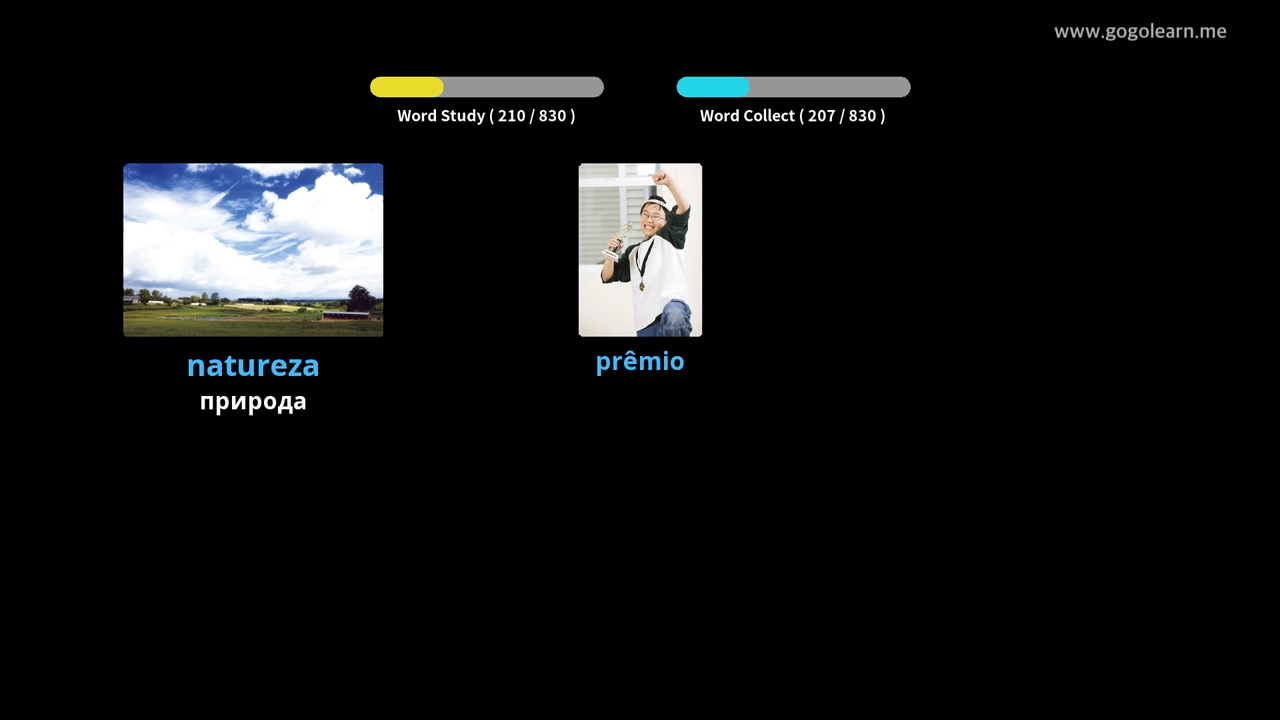 www.gogolearn.me
Word Study ( 210 / 830 )
Word Collect ( 207 / 830 )
natureza
природа
prêmio